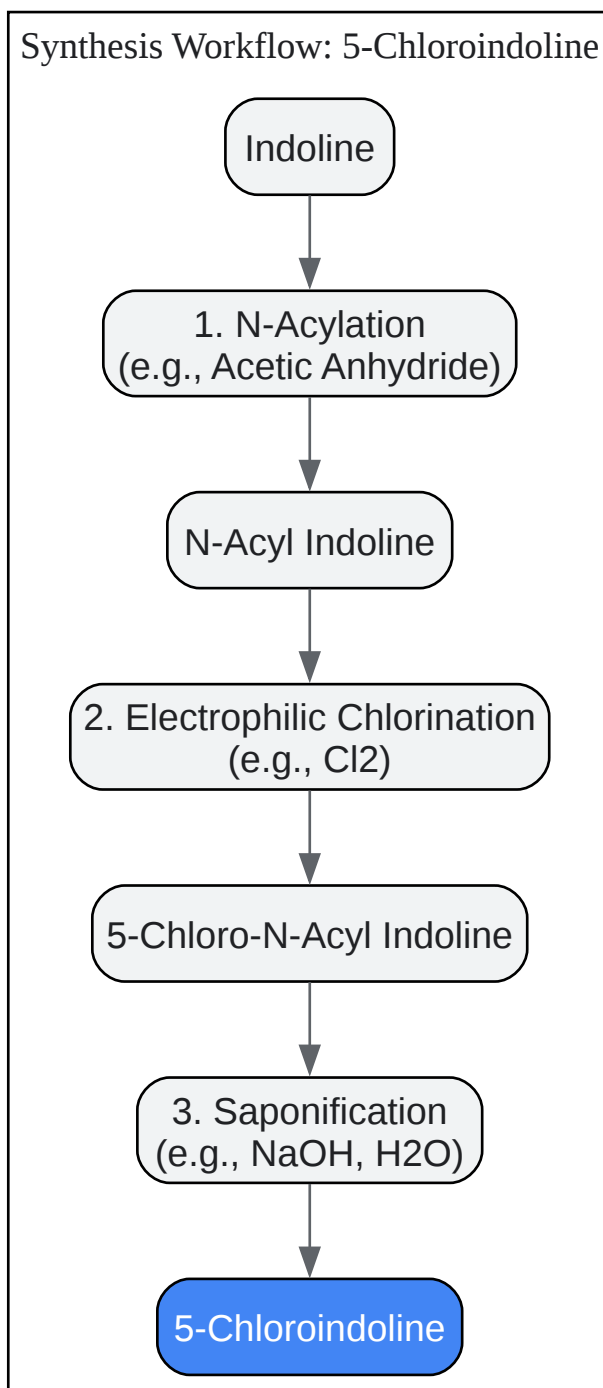 Synthesis Workflow: 5-Chloroindoline
Indoline
1. N-Acylation
(e.g., Acetic Anhydride)
N-Acyl Indoline
2. Electrophilic Chlorination
(e.g., Cl2)
5-Chloro-N-Acyl Indoline
3. Saponification
(e.g., NaOH, H2O)
5-Chloroindoline